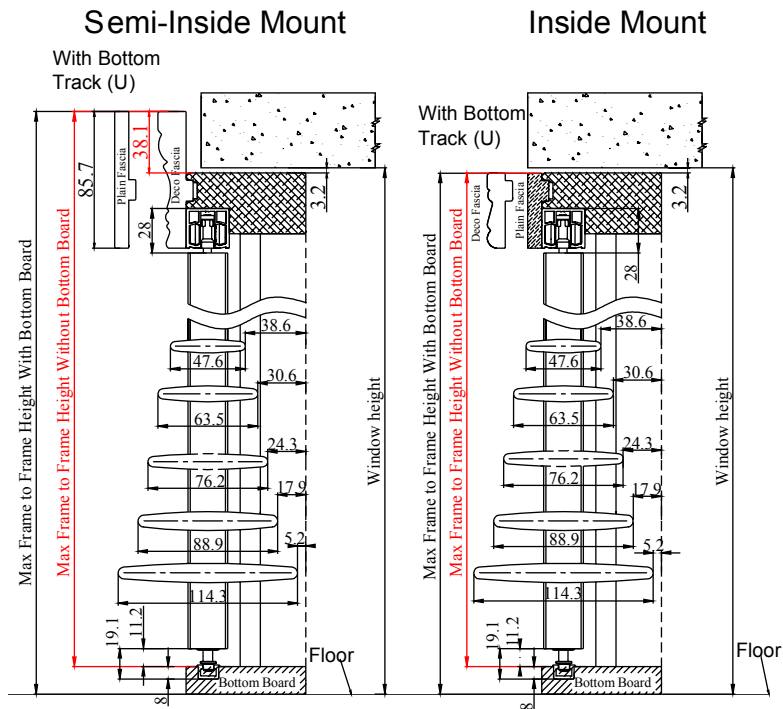 Semi-Inside Mount
With Bottom
Track (U)
Max Frame to Frame Height With Bottom Board
Max Frame to Frame Height Without Bottom Board
85.7
Plain Fascia
38.1
Deco Fascia
28
3.2
38.6
47.6
30.6
63.5
24.3
76.2
17.9
88.9
5.2
114.3
19.1
11.2
8
Bottom Board
Floor
Window height
Inside Mount
With Bottom
Track (U)
Max Frame to Frame Height With Bottom Board
Max Frame to Frame Height Without Bottom Board
Deco Fascia
Plain Fascia
3.2
28
38.6
47.6
30.6
63.5
24.3
76.2
17.9
88.9
5.2
114.3
19.1
11.2
8
Bottom Board
Floor
Window height